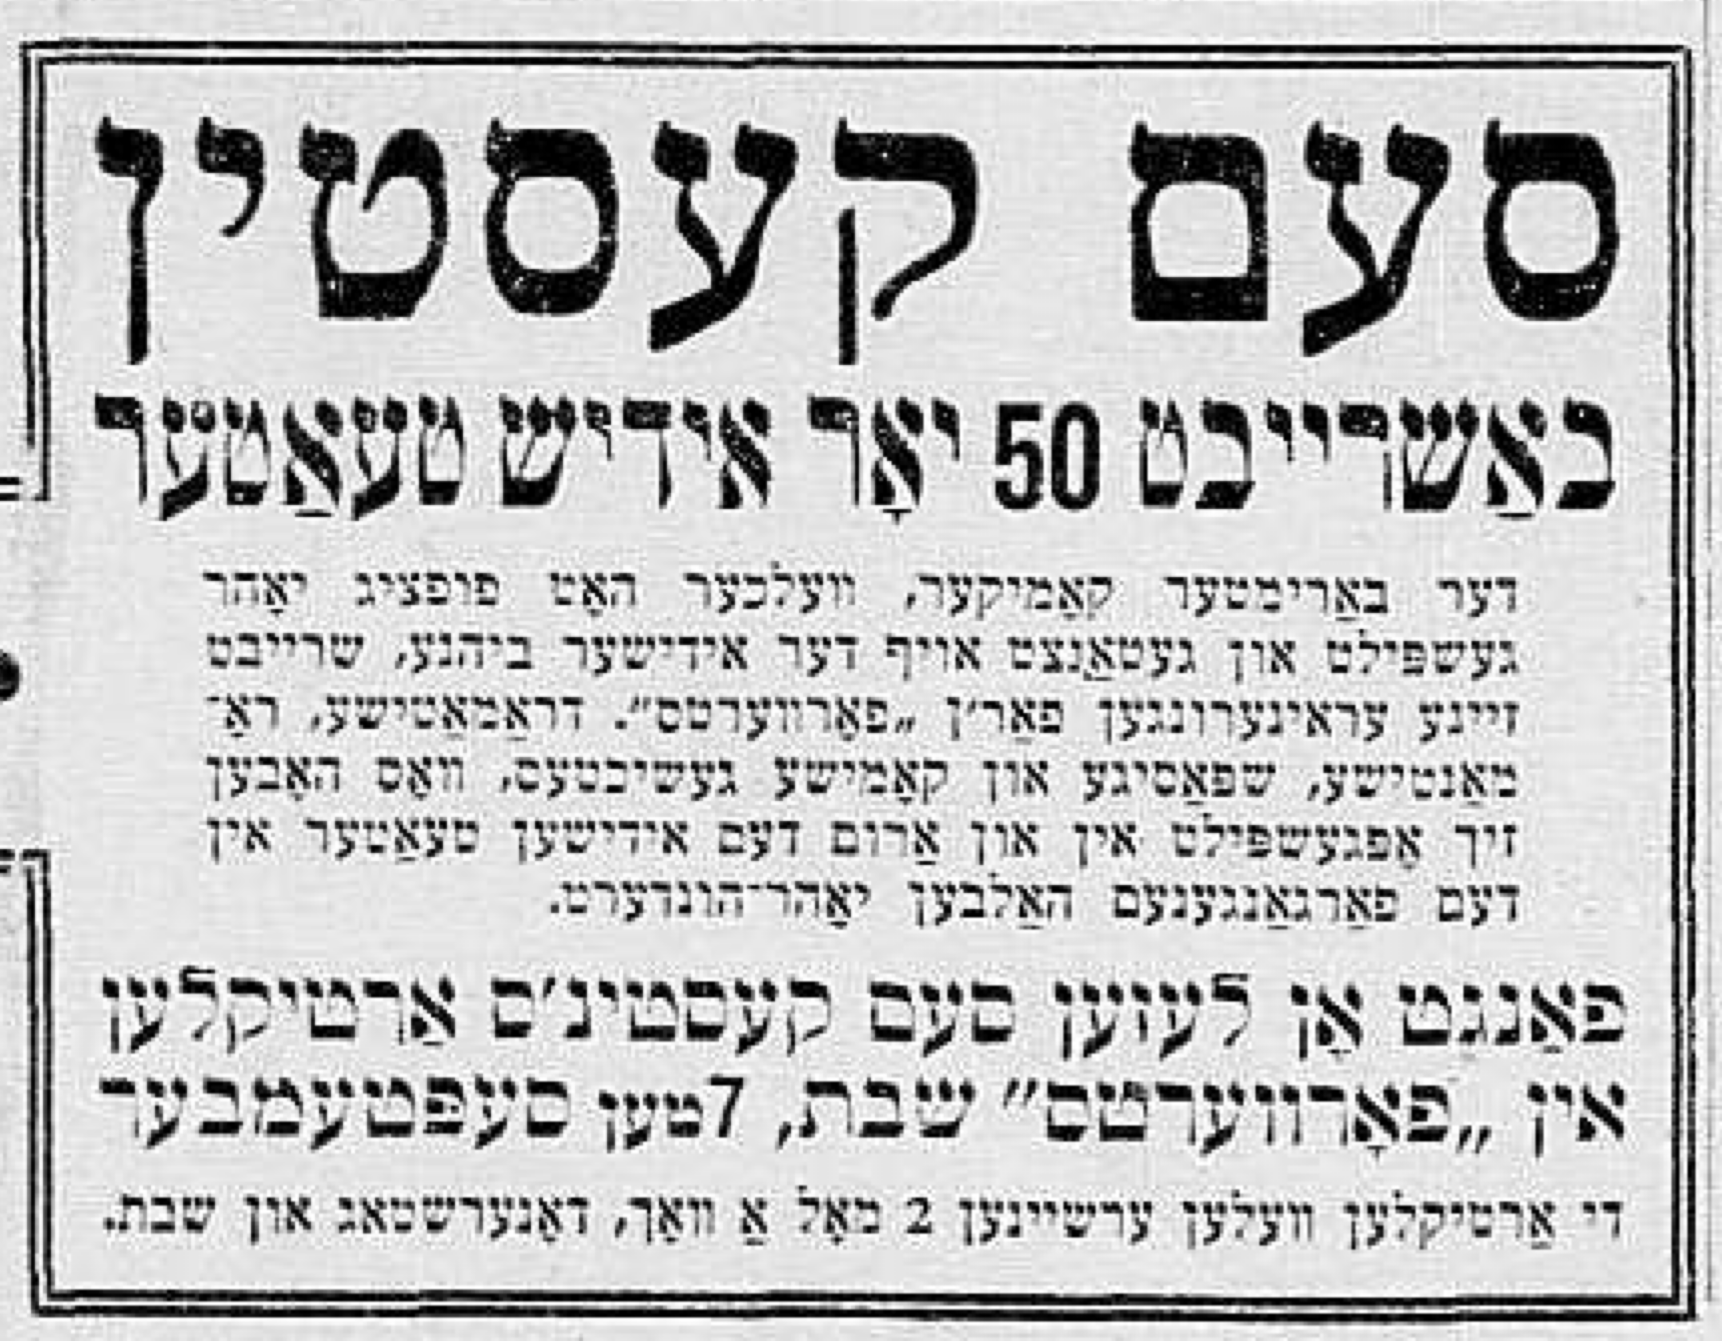 סעם קעסטין
באַשרייבט 50 יאָר אידיש טעאַטער
דער באַרימטער קאָמיקער, וועלכער האָט פופציג יאָהר
געשפּילט און געטאַנצט אויף דער אידישער ביהנע, שרייבט
זיינע עראינערונגען פאַר'ן „פאָרווערטס". דראַמאַטישע, ראָ־
מאַנטישע, שפּאַסיגע און קאָמישע געשיכטעס, וואָס האָבען
זיך אָפּגעשפּילט אין און אַרום דעם אידישען טעאַטער אין
דעם פאַרגאַנגענעם האַלבען יאָהר־הונדערט.
פאַנגט אָן לעזען סעם קעסטינ'ס אַרטיקלען
אין „פאָרווערטס" שבת, 7טען סעפּטעמבער
די אַרטיקלען וועלען ערשיינען 2 מאָל אַ וואָך, דאָנערשטאג און שבת.